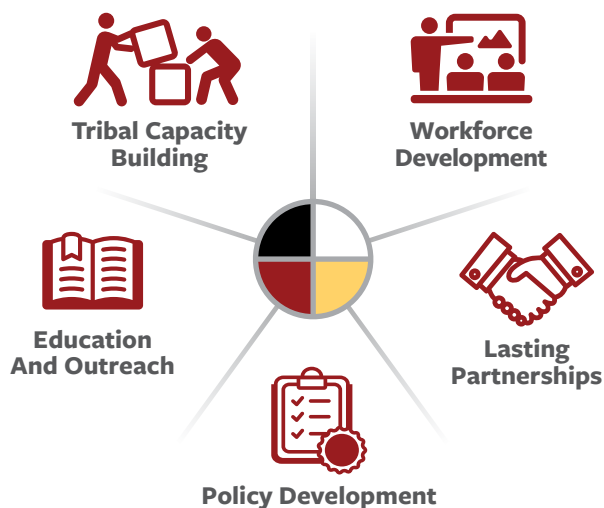 Tribal Capacity
Building
Workforce
Development
Education
And Outreach
Lasting
Partnerships
Policy Development